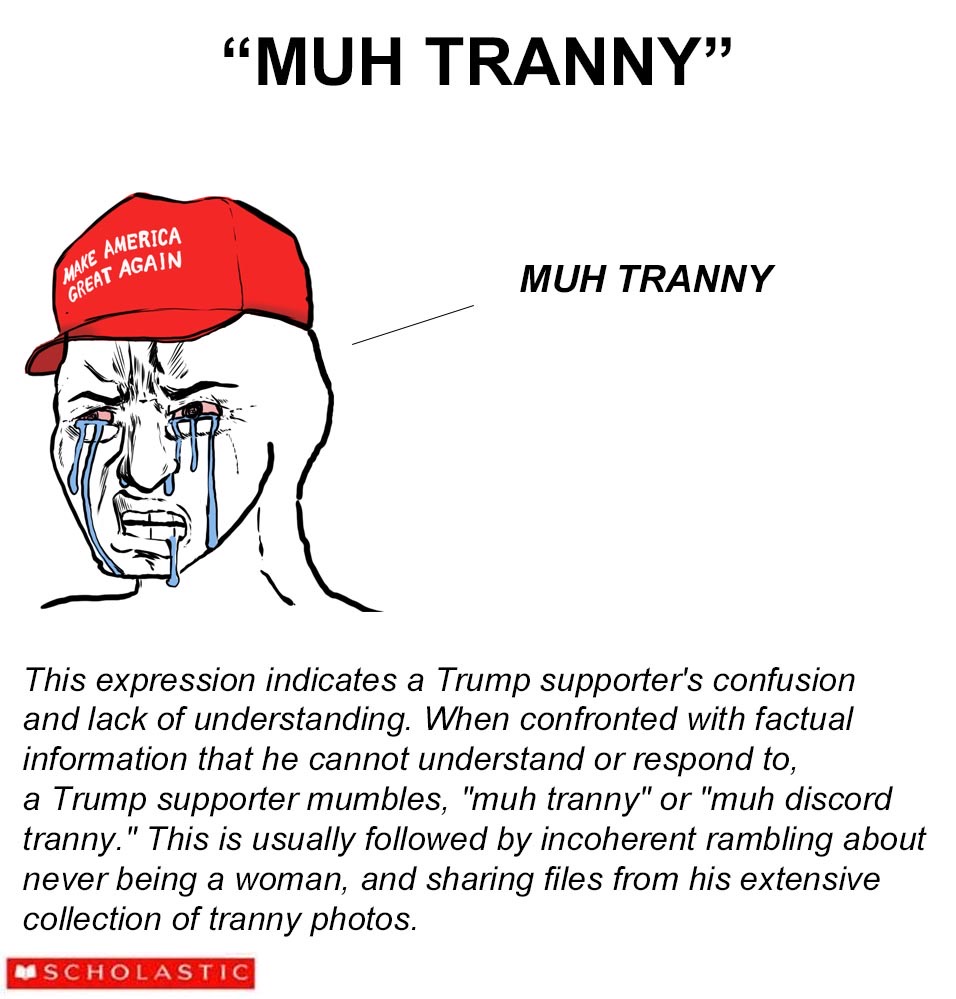 “MUH TRANNY”
MAKE AMERICA
GREAT AGAIN
MUH TRANNY
This expression indicates a Trump supporter's confusion
and lack of understanding. When confronted with factual
information that he cannot understand or respond to,
a Trump supporter mumbles, "muh tranny" or "muh discord
tranny." This is usually followed by incoherent rambling about
never being a woman, and sharing files from his extensive
collection of tranny photos.
SCHOLASTIC